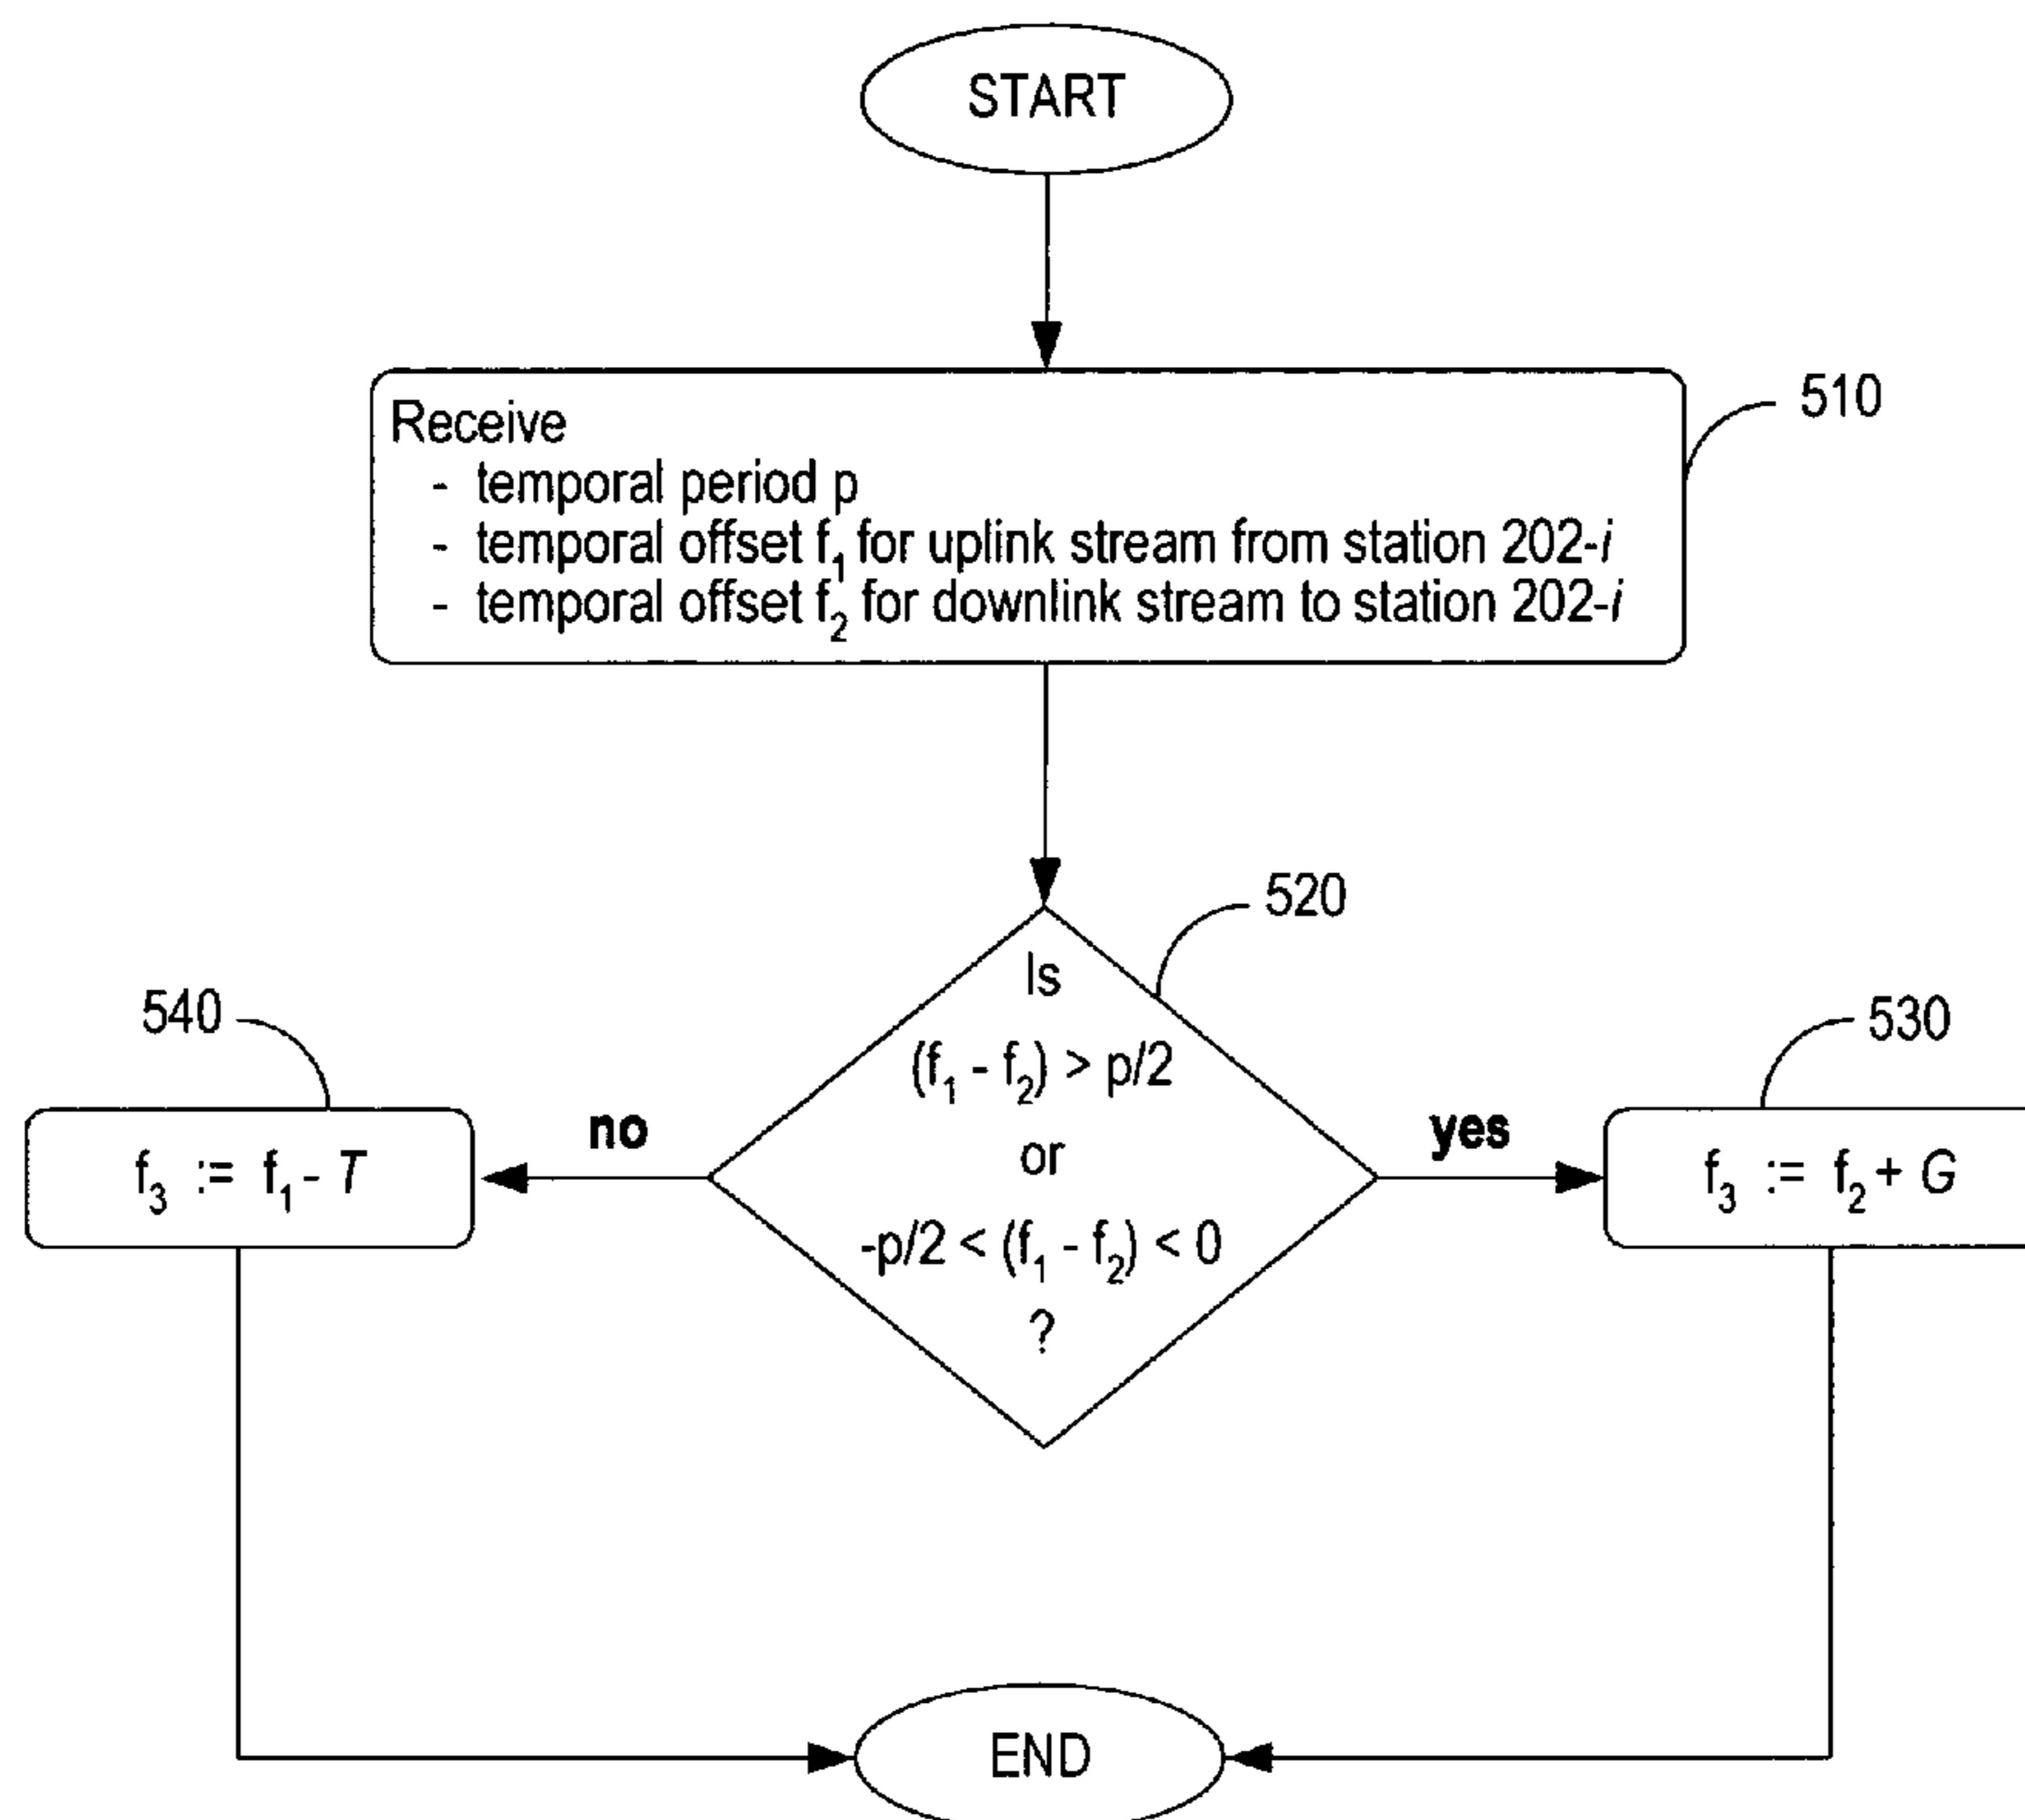 START
Receive
- temporal period p
- temporal offset f₁ for uplink stream from station 202-i
- temporal offset f₂ for downlink stream to station 202-i
510
520
Is
(f₁ - f₂) > p/2
or
-p/2 < (f₁ - f₂) < 0
?
540
no
f₃ := f₁ - T
530
yes
f₃ := f₂ + G
END